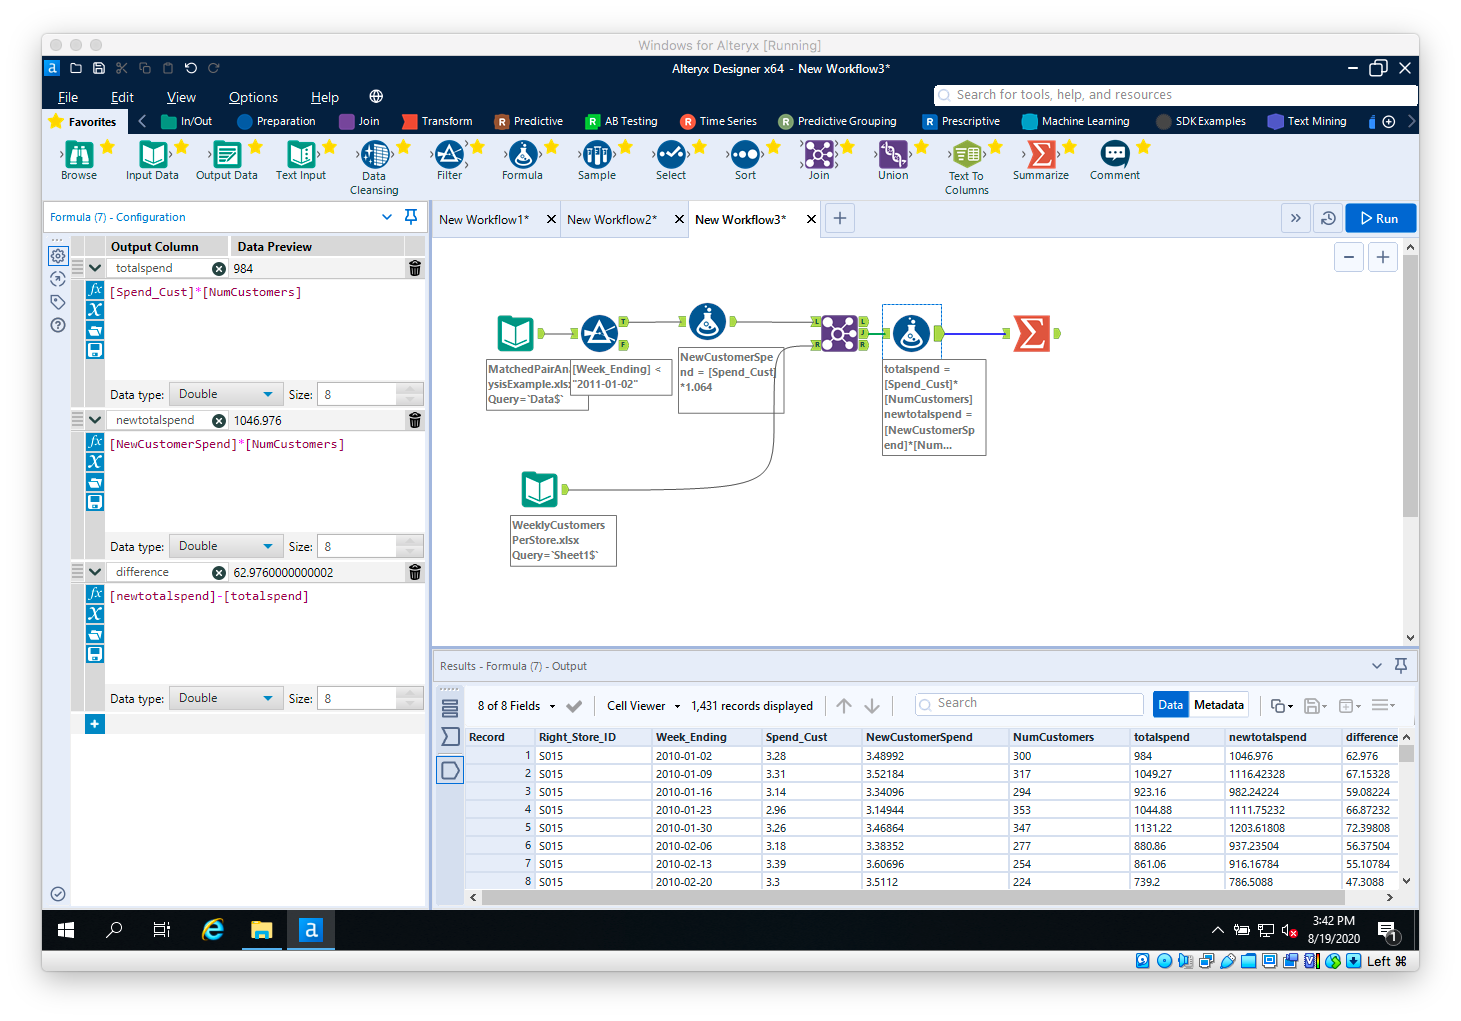 Windows for Alteryx [Running]
Alteryx Designer x64 - New Workflow3*
File Edit View Options Help
Search for tools, help, and resources
Favorites In/Out Preparation Join Transform Predictive AB Testing Time Series Predictive Grouping Prescriptive Machine Learning SDK Examples Text Mining
Browse Input Data Output Data Text Input Data Cleansing Filter Formula Sample Select Sort Join Union Text To Columns Summarize Comment
Formula (7) - Configuration
New Workflow1* New Workflow2* New Workflow3* Run
Output Column Data Preview
totalspend 984
[Spend_Cust]*[NumCustomers]
Data type: Double Size: 8
newtotalspend 1046.976
[NewCustomerSpend]*[NumCustomers]
Data type: Double Size: 8
difference 62.9760000000002
[newtotalspend]-[totalspend]
Data type: Double Size: 8
MatchedPairAna
ysisExample.xlsx
Query=`Data$`
T
F
[Week_Ending] <
"2011-01-02"
NewCustomerSpe
nd = [Spend_Cust]
*1.064
L
R
L
J
R
totalspend =
[Spend_Cust]*
[NumCustomers]
newtotalspend =
[NewCustomerSp
end]*[Num...
WeeklyCustomers
PerStore.xlsx
Query=`Sheet1$`
Results - Formula (7) - Output
8 of 8 Fields Cell Viewer 1,431 records displayed Search Data Metadata
Record Right_Store_ID Week_Ending Spend_Cust NewCustomerSpend NumCustomers totalspend newtotalspend difference
1 S015 2010-01-02 3.28 3.48992 300 984 1046.976 62.976
2 S015 2010-01-09 3.31 3.52184 317 1049.27 1116.42328 67.15328
3 S015 2010-01-16 3.14 3.34096 294 923.16 982.24224 59.08224
4 S015 2010-01-23 2.96 3.14944 353 1044.88 1111.75232 66.87232
5 S015 2010-01-30 3.26 3.46864 347 1131.22 1203.61808 72.39808
6 S015 2010-02-06 3.18 3.38352 277 880.86 937.23504 56.37504
7 S015 2010-02-13 3.39 3.60696 254 861.06 916.16784 55.10784
8 S015 2010-02-20 3.3 3.5112 224 739.2 786.5088 47.3088
3:42 PM
8/19/2020
1
Left ⌘